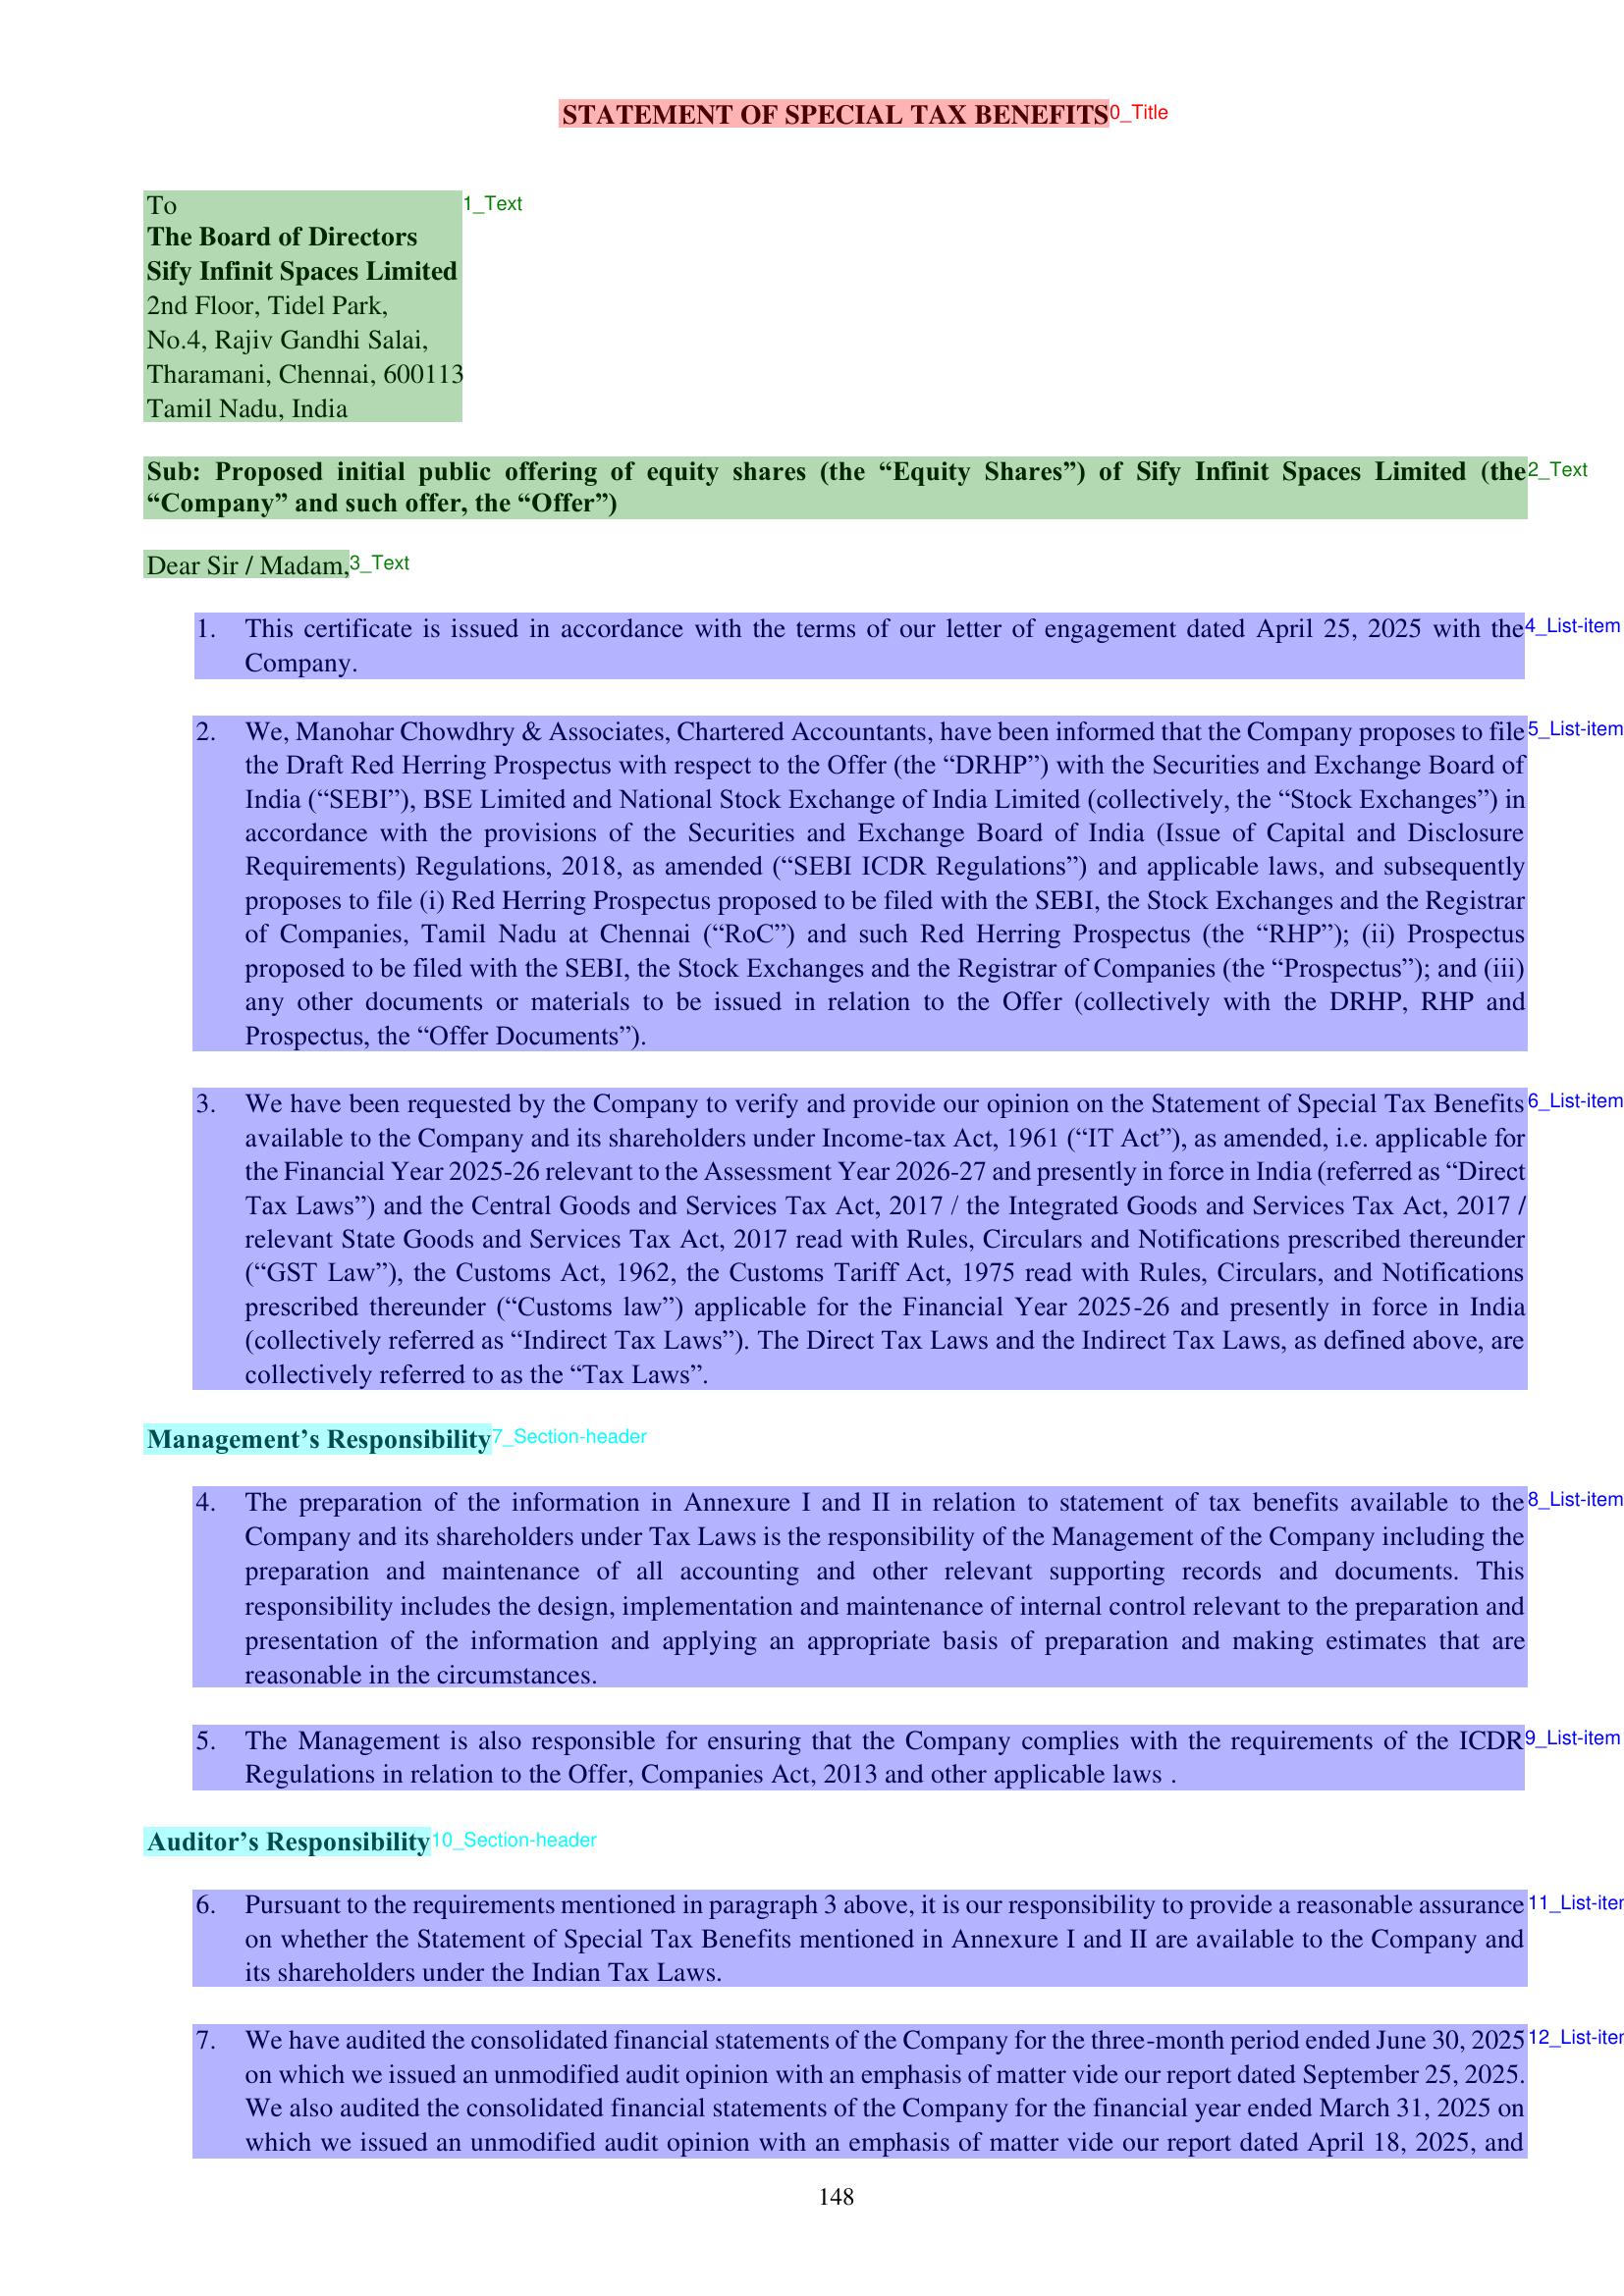 STATEMENT OF SPECIAL TAX BENEFITS 0_Title
To 1_Text
The Board of Directors
Sify Infinit Spaces Limited
2nd Floor, Tidel Park,
No.4, Rajiv Gandhi Salai,
Tharamani, Chennai, 600113
Tamil Nadu, India
Sub: Proposed initial public offering of equity shares (the “Equity Shares”) of Sify Infinit Spaces Limited (the 2_Text
“Company” and such offer, the “Offer”)
Dear Sir / Madam, 3_Text
1. This certificate is issued in accordance with the terms of our letter of engagement dated April 25, 2025 with the 4_List-item
Company.
2. We, Manohar Chowdhry & Associates, Chartered Accountants, have been informed that the Company proposes to file 5_List-item
the Draft Red Herring Prospectus with respect to the Offer (the “DRHP”) with the Securities and Exchange Board of
India (“SEBI”), BSE Limited and National Stock Exchange of India Limited (collectively, the “Stock Exchanges”) in
accordance with the provisions of the Securities and Exchange Board of India (Issue of Capital and Disclosure
Requirements) Regulations, 2018, as amended (“SEBI ICDR Regulations”) and applicable laws, and subsequently
proposes to file (i) Red Herring Prospectus proposed to be filed with the SEBI, the Stock Exchanges and the Registrar
of Companies, Tamil Nadu at Chennai (“RoC”) and such Red Herring Prospectus (the “RHP”); (ii) Prospectus
proposed to be filed with the SEBI, the Stock Exchanges and the Registrar of Companies (the “Prospectus”); and (iii)
any other documents or materials to be issued in relation to the Offer (collectively with the DRHP, RHP and
Prospectus, the “Offer Documents”).
3. We have been requested by the Company to verify and provide our opinion on the Statement of Special Tax Benefits 6_List-item
available to the Company and its shareholders under Income-tax Act, 1961 (“IT Act”), as amended, i.e. applicable for
the Financial Year 2025-26 relevant to the Assessment Year 2026-27 and presently in force in India (referred as “Direct
Tax Laws”) and the Central Goods and Services Tax Act, 2017 / the Integrated Goods and Services Tax Act, 2017 /
relevant State Goods and Services Tax Act, 2017 read with Rules, Circulars and Notifications prescribed thereunder
(“GST Law”), the Customs Act, 1962, the Customs Tariff Act, 1975 read with Rules, Circulars, and Notifications
prescribed thereunder (“Customs law”) applicable for the Financial Year 2025-26 and presently in force in India
(collectively referred as “Indirect Tax Laws”). The Direct Tax Laws and the Indirect Tax Laws, as defined above, are
collectively referred to as the “Tax Laws”.
Management’s Responsibility 7_Section-header
4. The preparation of the information in Annexure I and II in relation to statement of tax benefits available to the 8_List-item
Company and its shareholders under Tax Laws is the responsibility of the Management of the Company including the
preparation and maintenance of all accounting and other relevant supporting records and documents. This
responsibility includes the design, implementation and maintenance of internal control relevant to the preparation and
presentation of the information and applying an appropriate basis of preparation and making estimates that are
reasonable in the circumstances.
5. The Management is also responsible for ensuring that the Company complies with the requirements of the ICDR 9_List-item
Regulations in relation to the Offer, Companies Act, 2013 and other applicable laws .
Auditor’s Responsibility 10_Section-header
6. Pursuant to the requirements mentioned in paragraph 3 above, it is our responsibility to provide a reasonable assurance 11_List-iter
on whether the Statement of Special Tax Benefits mentioned in Annexure I and II are available to the Company and
its shareholders under the Indian Tax Laws.
7. We have audited the consolidated financial statements of the Company for the three-month period ended June 30, 2025 12_List-iter
on which we issued an unmodified audit opinion with an emphasis of matter vide our report dated September 25, 2025.
We also audited the consolidated financial statements of the Company for the financial year ended March 31, 2025 on
which we issued an unmodified audit opinion with an emphasis of matter vide our report dated April 18, 2025, and
148